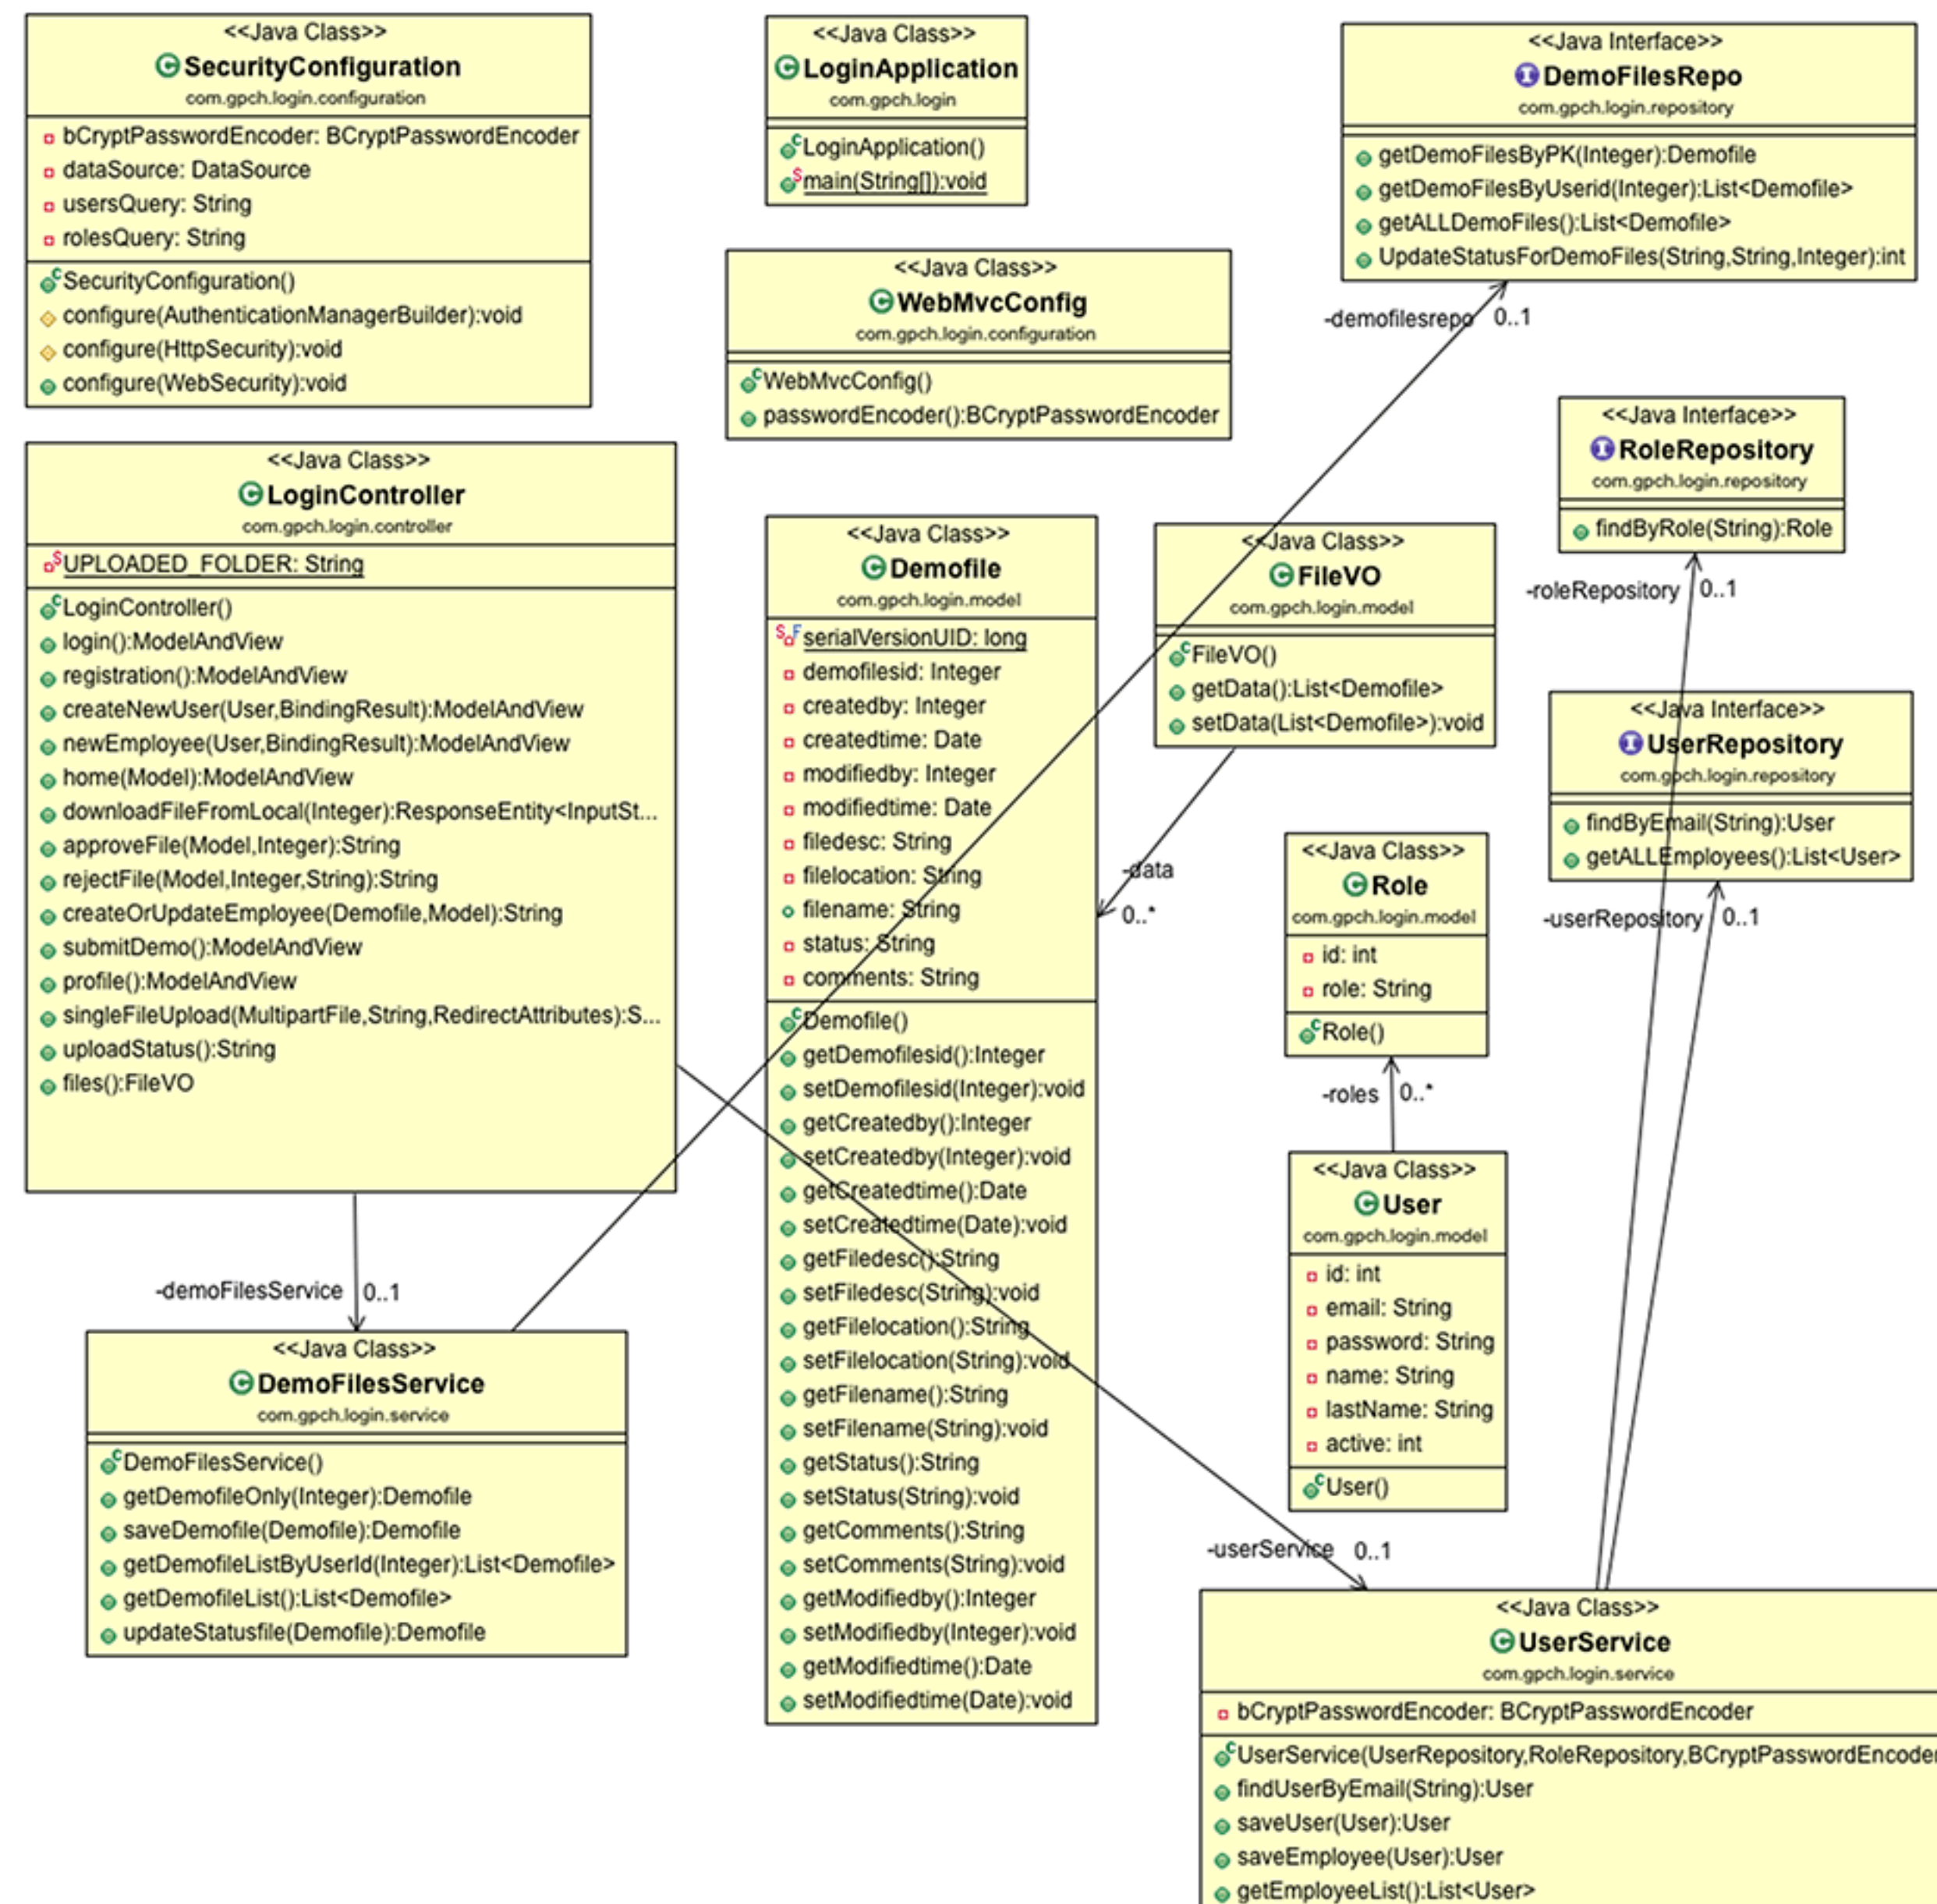 <<Java Class>>
SecurityConfiguration
com.gpch.login.configuration
bCryptPasswordEncoder: BCryptPasswordEncoder
dataSource: DataSource
usersQuery: String
rolesQuery: String
SecurityConfiguration()
configure(AuthenticationManagerBuilder):void
configure(HttpSecurity):void
configure(WebSecurity):void
<<Java Class>>
LoginApplication
com.gpch.login
LoginApplication()
main(String[]):void
<<Java Interface>>
DemoFilesRepo
com.gpch.login.repository
getDemoFilesByPK(Integer):Demofile
getDemoFilesByUserid(Integer):List<Demofile>
getALLDemoFiles():List<Demofile>
UpdateStatusForDemoFiles(String,String,Integer):int
<<Java Class>>
WebMvcConfig
com.gpch.login.configuration
WebMvcConfig()
passwordEncoder():BCryptPasswordEncoder
-demofilesrepo 0..1
<<Java Interface>>
RoleRepository
com.gpch.login.repository
findByRole(String):Role
-roleRepository 0..1
<<Java Class>>
LoginController
com.gpch.login.controller
UPLOADED_FOLDER: String
LoginController()
login():ModelAndView
registration():ModelAndView
createNewUser(User,BindingResult):ModelAndView
newEmployee(User,BindingResult):ModelAndView
home(Model):ModelAndView
downloadFileFromLocal(Integer):ResponseEntity<InputSt...
approveFile(Model,Integer):String
rejectFile(Model,Integer,String):String
createOrUpdateEmployee(Demofile,Model):String
submitDemo():ModelAndView
profile():ModelAndView
singleFileUpload(MultipartFile,String,RedirectAttributes):S...
uploadStatus():String
files():FileVO
<<Java Class>>
Demofile
com.gpch.login.model
serialVersionUID: long
demofilesid: Integer
createdby: Integer
createdtime: Date
modifiedby: Integer
modifiedtime: Date
filedesc: String
filelocation: String
filename: String
status: String
comments: String
Demofile()
getDemofilesid():Integer
setDemofilesid(Integer):void
getCreatedby():Integer
setCreatedby(Integer):void
getCreatedtime():Date
setCreatedtime(Date):void
getFiledesc():String
setFiledesc(String):void
getFilelocation():String
setFilelocation(String):void
getFilename():String
setFilename(String):void
getStatus():String
setStatus(String):void
getComments():String
setComments(String):void
getModifiedby():Integer
setModifiedby(Integer):void
getModifiedtime():Date
setModifiedtime(Date):void
<<Java Class>>
FileVO
com.gpch.login.model
FileVO()
getData():List<Demofile>
setData(List<Demofile>):void
-data
0..*
<<Java Interface>>
UserRepository
com.gpch.login.repository
findByEmail(String):User
getALLEmployees():List<User>
-userRepository 0..1
<<Java Class>>
Role
com.gpch.login.model
id: int
role: String
Role()
-roles 0..*
<<Java Class>>
User
com.gpch.login.model
id: int
email: String
password: String
name: String
lastName: String
active: int
User()
-demoFilesService 0..1
<<Java Class>>
DemoFilesService
com.gpch.login.service
DemoFilesService()
getDemofileOnly(Integer):Demofile
saveDemofile(Demofile):Demofile
getDemofileListByUserId(Integer):List<Demofile>
getDemofileList():List<Demofile>
updateStatusfile(Demofile):Demofile
-userService 0..1
<<Java Class>>
UserService
com.gpch.login.service
bCryptPasswordEncoder: BCryptPasswordEncoder
UserService(UserRepository,RoleRepository,BCryptPasswordEncoder
findUserByEmail(String):User
saveUser(User):User
saveEmployee(User):User
getEmployeeList():List<User>